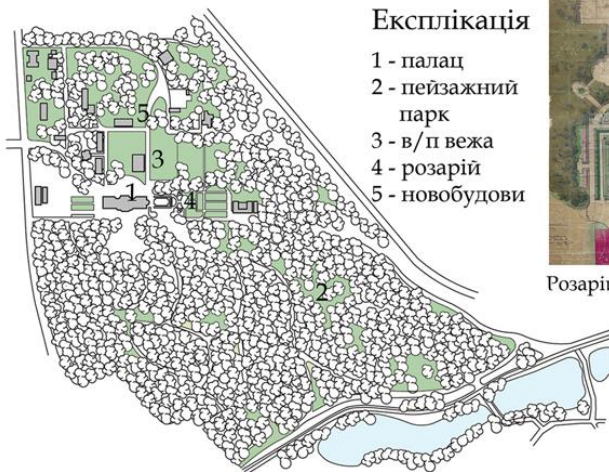 Експлікація
1 - палац
2 - пейзажний
парк
3 - в/п вежа
4 - розарій
5 - новобудови
5
3
1
4
2